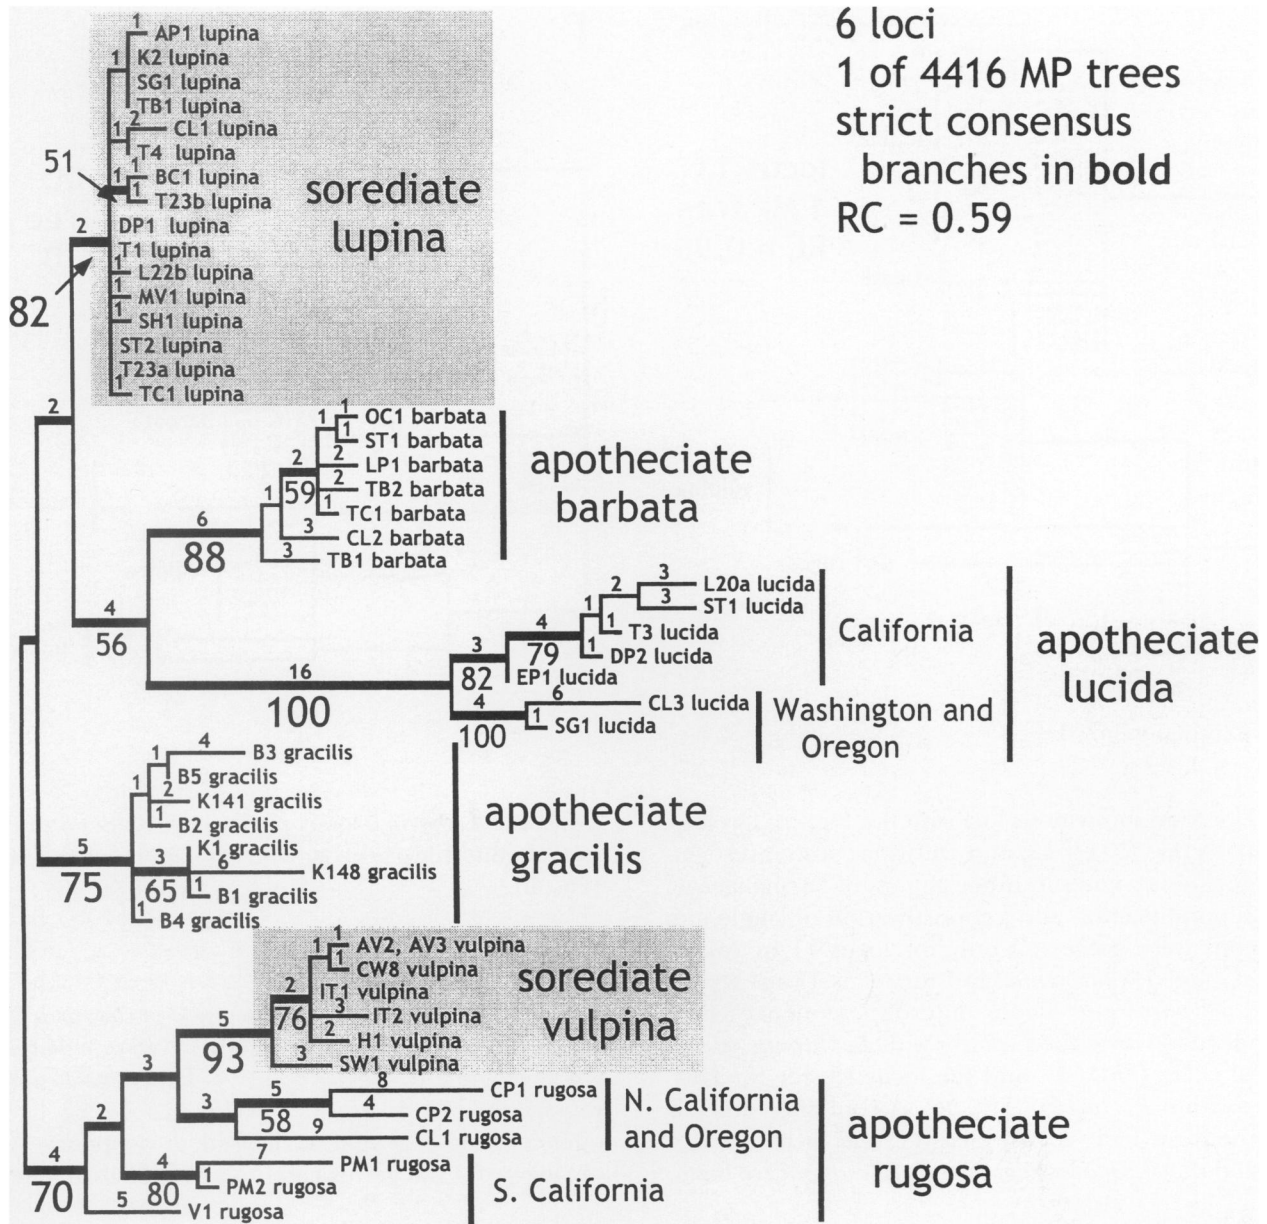 6 loci
1 of 4416 MP trees
strict consensus
branches in bold
RC = 0.59
1
AP1 lupina
1
K2 lupina
SG1 lupina
TB1 lupina
2
1
CL1 lupina
T4 lupina
51
1
1
BC1 lupina
1
T23b lupina
sorediate
lupina
2
DP1 lupina
T1 lupina
1
L22b lupina
1
MV1 lupina
82
1
SH1 lupina
ST2 lupina
T23a lupina
1
TC1 lupina
2
1
1
OC1 barbata
1
ST1 barbata
2
2
LP1 barbata
59
2
TB2 barbata
1
1
TC1 barbata
3
CL2 barbata
3
TB1 barbata
6
88
apotheciate
barbata
4
56
3
L20a lucida
2
3
ST1 lucida
1
1
T3 lucida
4
79
1
DP2 lucida
3
82
EP1 lucida
California
16
100
4
100
6
CL3 lucida
1
SG1 lucida
Washington and
Oregon
apotheciate
lucida
4
1
B3 gracilis
B5 gracilis
1
2
K141 gracilis
1
B2 gracilis
K1 gracilis
5
75
3
65
6
K148 gracilis
1
B1 gracilis
1
B4 gracilis
apotheciate
gracilis
1
1
AV2, AV3 vulpina
1
CW8 vulpina
2
IT1 vulpina
76
3
IT2 vulpina
2
H1 vulpina
3
SW1 vulpina
sorediate
vulpina
5
93
3
8
CP1 rugosa
5
58
4
CP2 rugosa
3
9
CL1 rugosa
N. California
and Oregon
2
7
PM1 rugosa
4
80
1
PM2 rugosa
4
70
5
V1 rugosa
S. California
apotheciate
rugosa